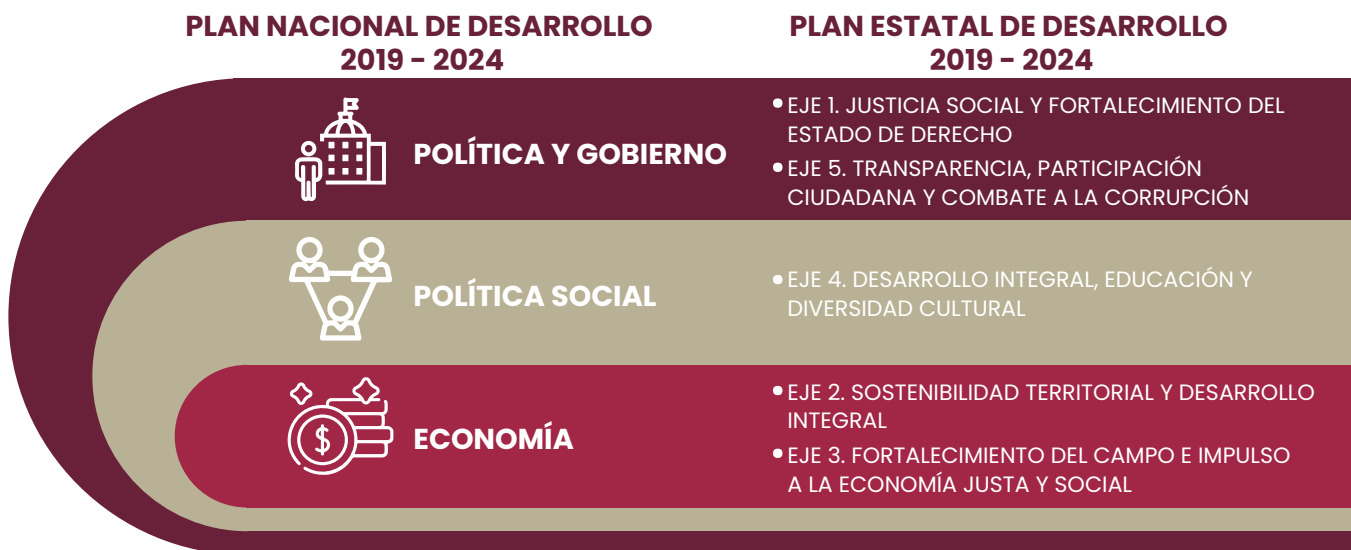 PLAN NACIONAL DE DESARROLLO
2019 - 2024
PLAN ESTATAL DE DESARROLLO
2019 - 2024
POLÍTICA Y GOBIERNO
• EJE 1. JUSTICIA SOCIAL Y FORTALECIMIENTO DEL
ESTADO DE DERECHO
• EJE 5. TRANSPARENCIA, PARTICIPACIÓN
CIUDADANA Y COMBATE A LA CORRUPCIÓN
POLÍTICA SOCIAL
• EJE 4. DESARROLLO INTEGRAL, EDUCACIÓN Y
DIVERSIDAD CULTURAL
$
ECONOMÍA
• EJE 2. SOSTENIBILIDAD TERRITORIAL Y DESARROLLO
INTEGRAL
• EJE 3. FORTALECIMIENTO DEL CAMPO E IMPULSO
A LA ECONOMÍA JUSTA Y SOCIAL